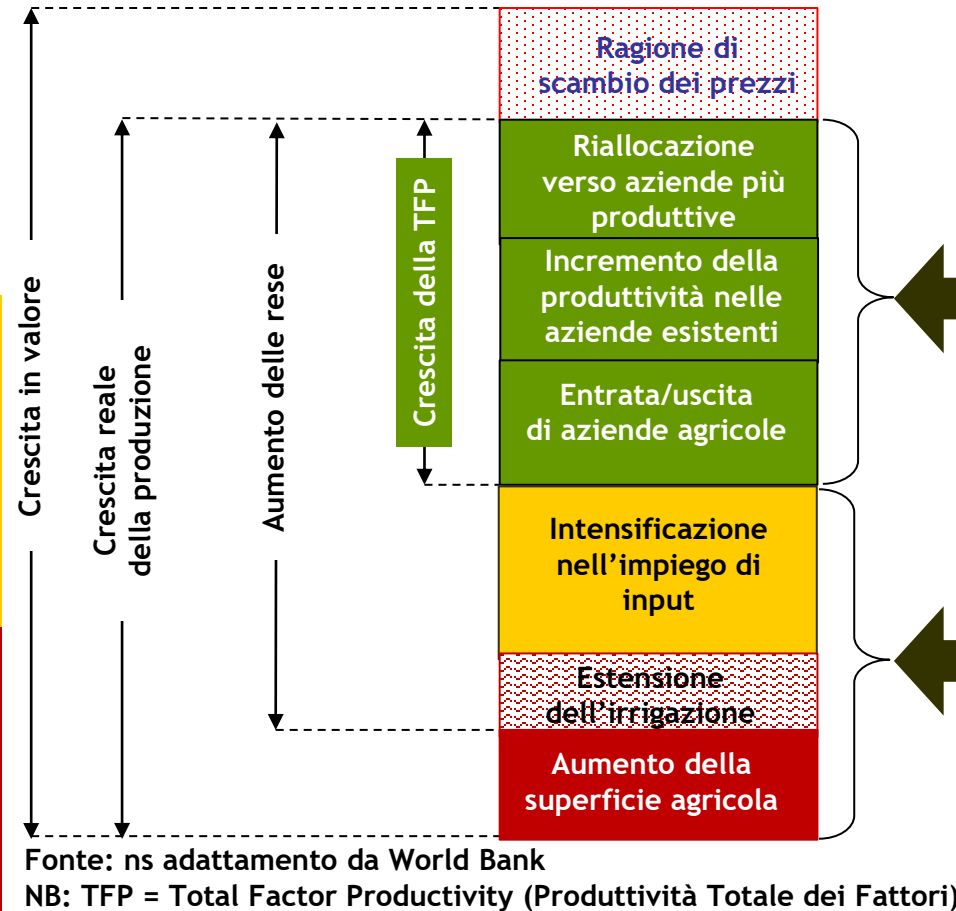 Crescita in valore
Crescita reale
della produzione
Aumento delle rese
Crescita della TFP
Ragione di
scambio dei prezzi
Riallocazione
verso aziende più
produttive
Incremento della
produttività nelle
aziende esistenti
Entrata/uscita
di aziende agricole
Intensificazione
nell’impiego di
input
Estensione
dell’irrigazione
Aumento della
superficie agricola
Fonte: ns adattamento da World Bank
NB: TFP = Total Factor Productivity (Produttività Totale dei Fattori)